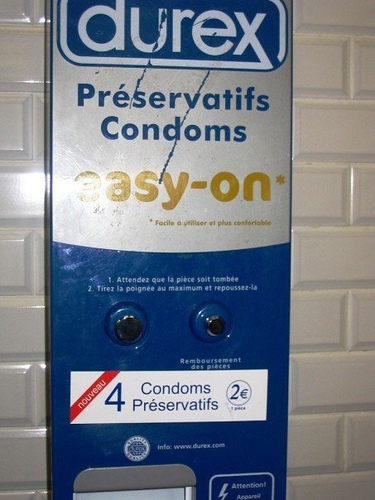 durex
Préservatifs
Condoms
easy-on*
* Facile à utiliser et plus confortable
1. Attendez que la pièce soit tombée
2. Tirez la poignée au maximum et repoussez-la
Remboursement
des pièces
nouveau
4 Condoms
Préservatifs
2€
1 pièce
info: www.durex.com
Attention!
Appareil